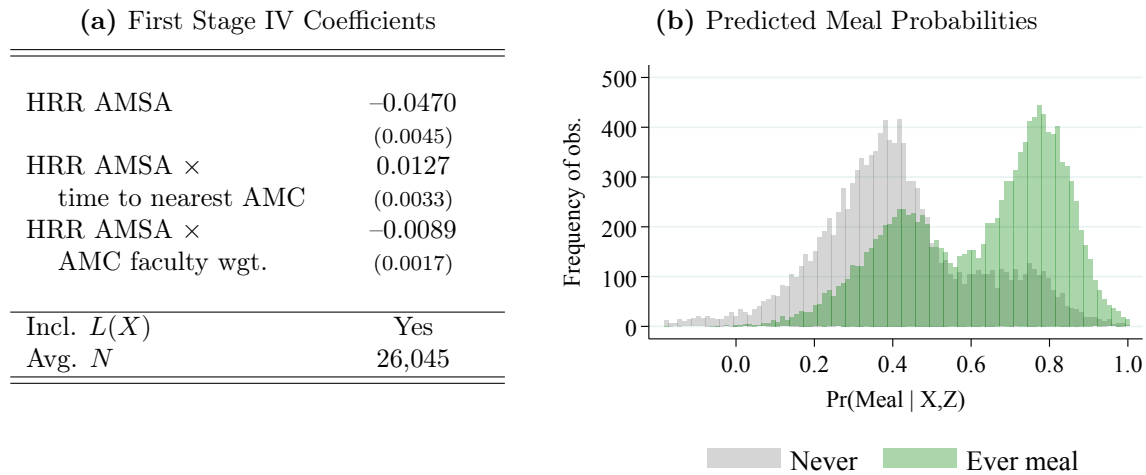 (a) First Stage IV Coefficients
HRR AMSA –0.0470
(0.0045)
HRR AMSA × 0.0127
time to nearest AMC (0.0033)
HRR AMSA × –0.0089
AMC faculty wgt. (0.0017)
Incl. L(X) Yes
Avg. N 26,045
(b) Predicted Meal Probabilities
Frequency of obs.
500
400
300
200
100
0
0.0 0.2 0.4 0.6 0.8 1.0
Pr(Meal | X,Z)
Never Ever meal